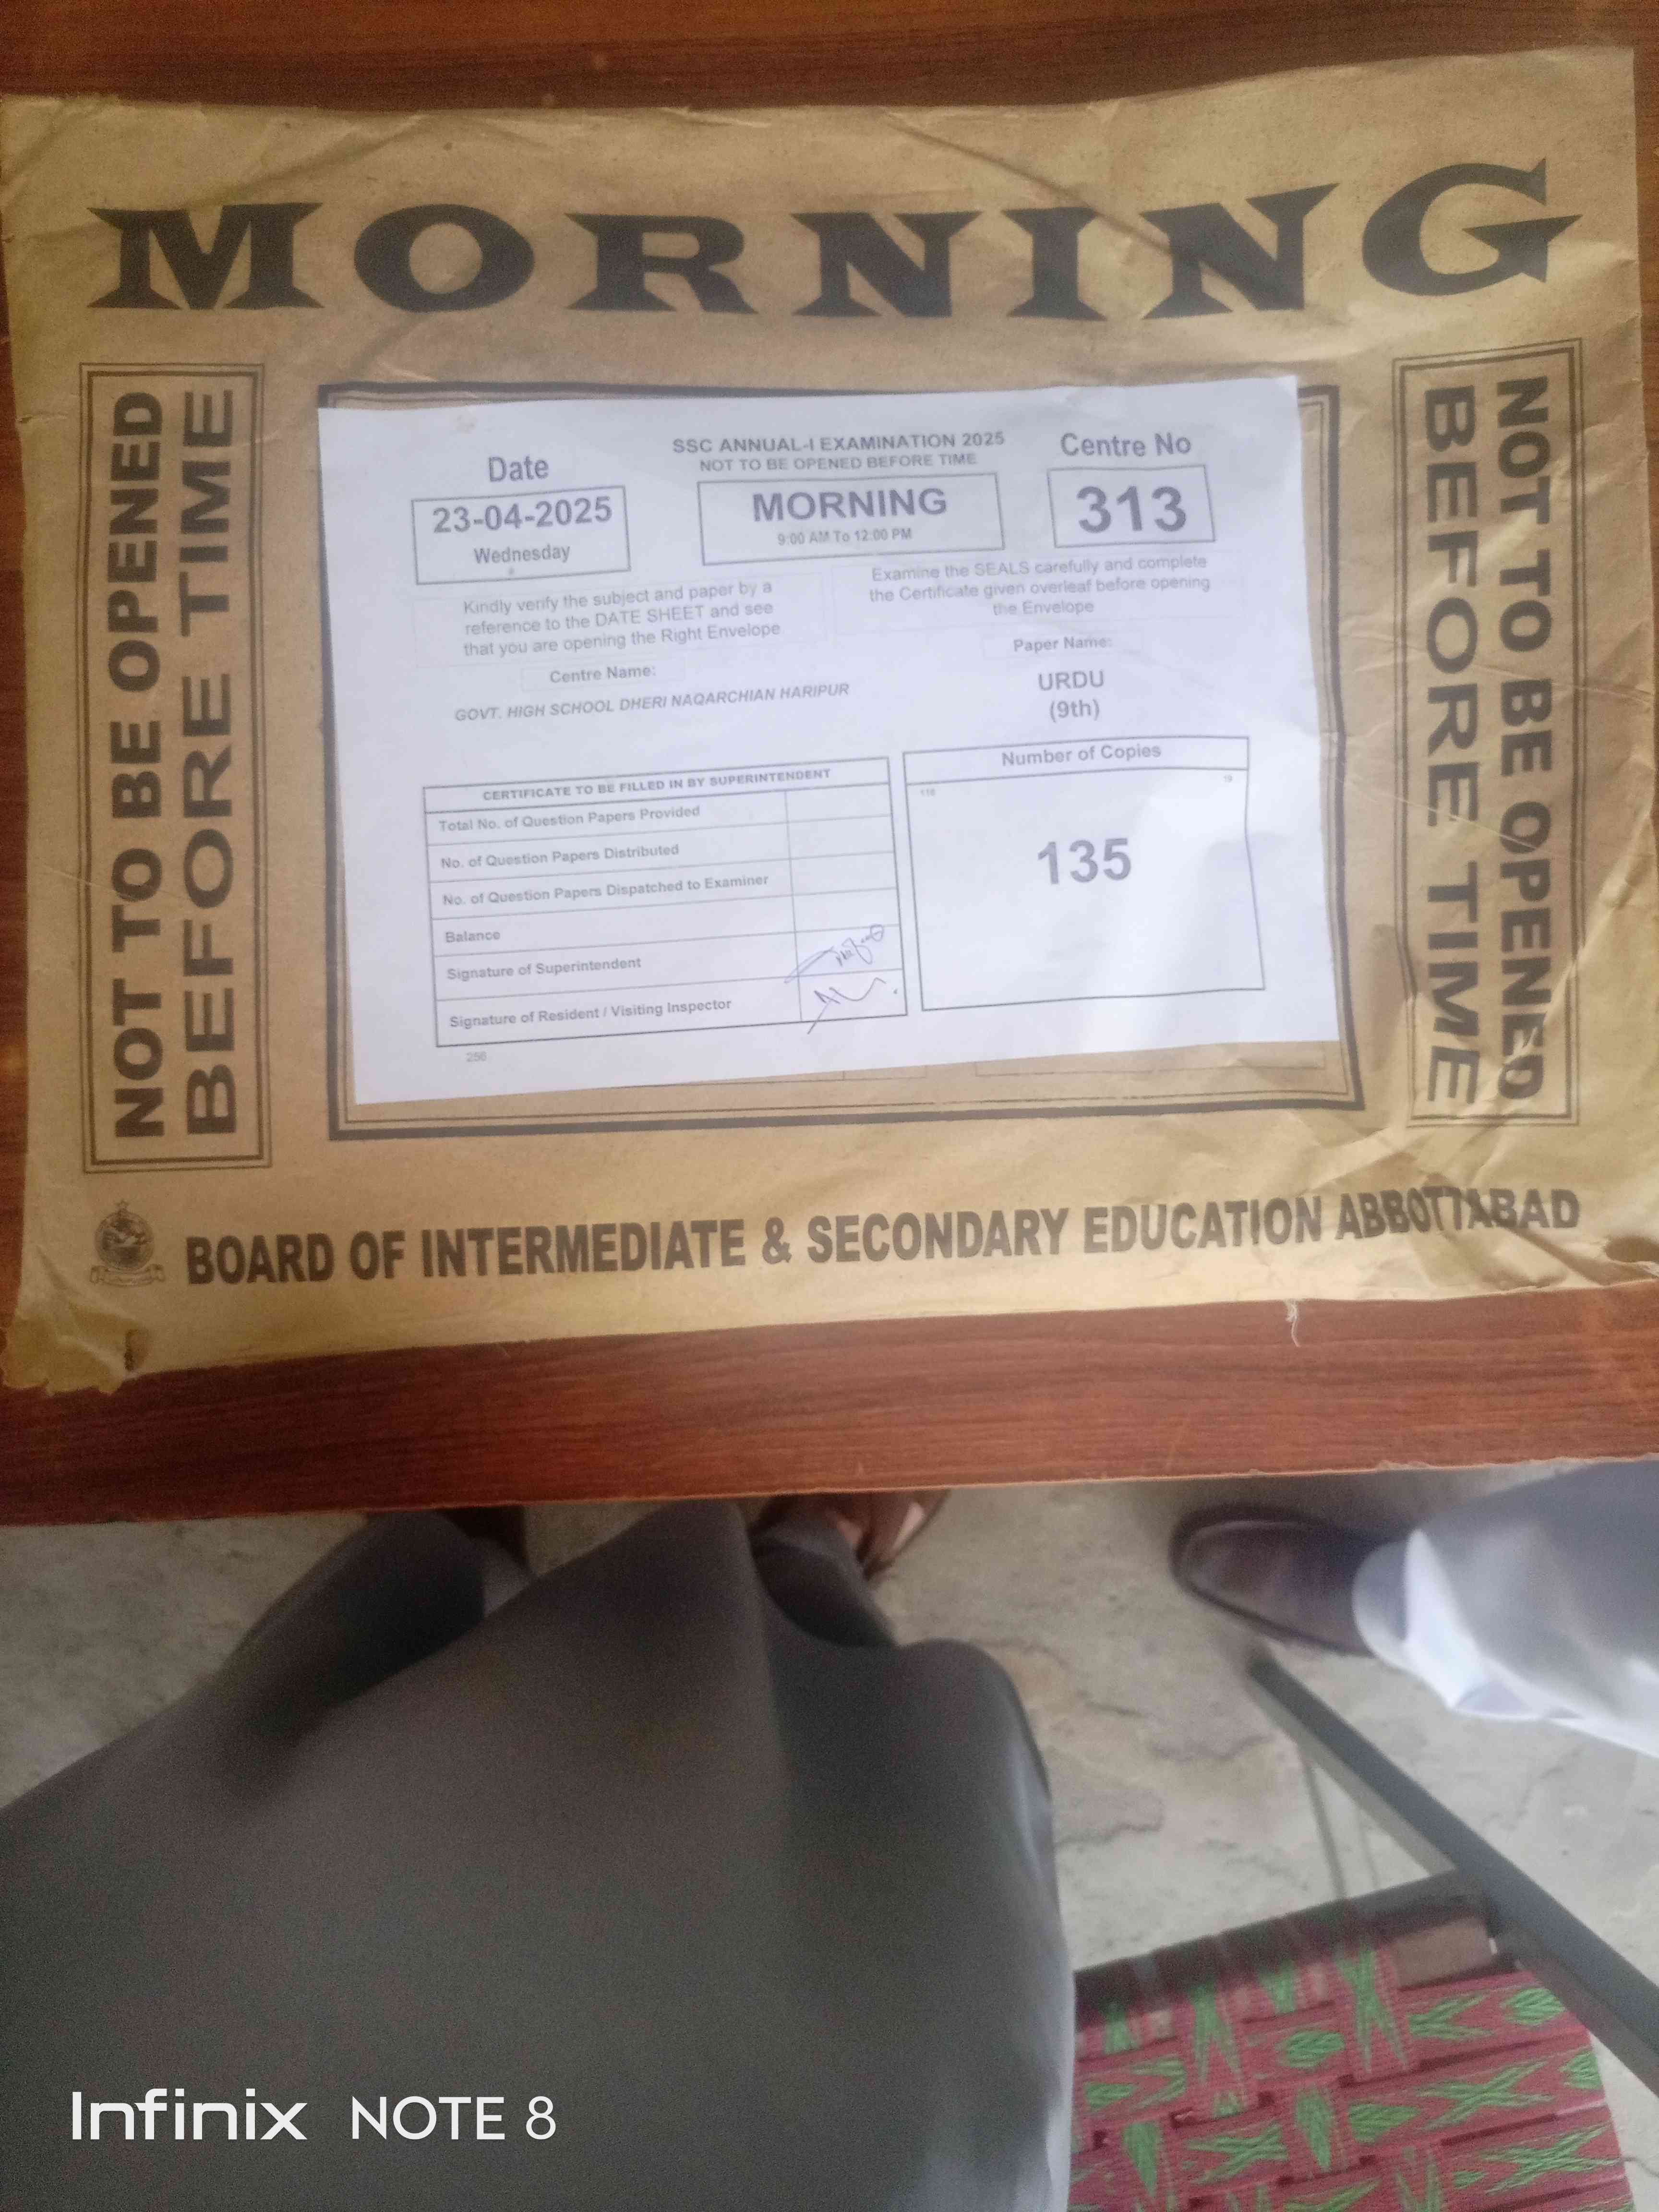 MORNING
NOT TO BE OPENED
BEFORE TIME
NOT TO BE OPENED
BEFORE TIME
SSC ANNUAL-I EXAMINATION 2025
NOT TO BE OPENED BEFORE TIME
Date
23-04-2025
Wednesday
MORNING
9:00 AM To 12:00 PM
Centre No
313
Kindly verify the subject and paper by a
reference to the DATE SHEET and see
that you are opening the Right Envelope
Examine the SEALS carefully and complete
the Certificate given overleaf before opening
the Envelope
Centre Name:
GOVT. HIGH SCHOOL DHERI NAQARCHIAN HARIPUR
Paper Name:
URDU
(9th)
CERTIFICATE TO BE FILLED IN BY SUPERINTENDENT
Total No. of Question Papers Provided
No. of Question Papers Distributed
No. of Question Papers Dispatched to Examiner
Balance
Signature of Superintendent
Signature of Resident / Visiting Inspector
Number of Copies
135
BOARD OF INTERMEDIATE & SECONDARY EDUCATION ABBOTTABAD
Infinix NOTE 8